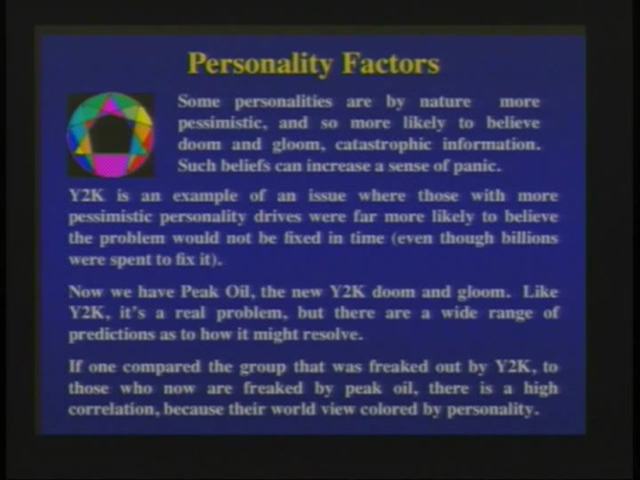 Personality Factors
Some personalities are by nature more
pessimistic, and so more likely to believe
doom and gloom, catastrophic information.
Such beliefs can increase a sense of panic.
Y2K is an example of an issue where those with more
pessimistic personality drives were far more likely to believe
the problem would not be fixed in time (even though billions
were spent to fix it).
Now we have Peak Oil, the new Y2K doom and gloom. Like
Y2K, it's a real problem, but there are a wide range of
predictions as to how it might resolve.
If one compared the group that was freaked out by Y2K, to
those who now are freaked by peak oil, there is a high
correlation, because their world view colored by personality.